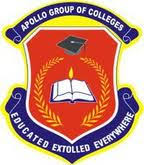 APOLLO GROUP OF COLLEGES
EDUCATED EXTOLLED EVERYWHERE